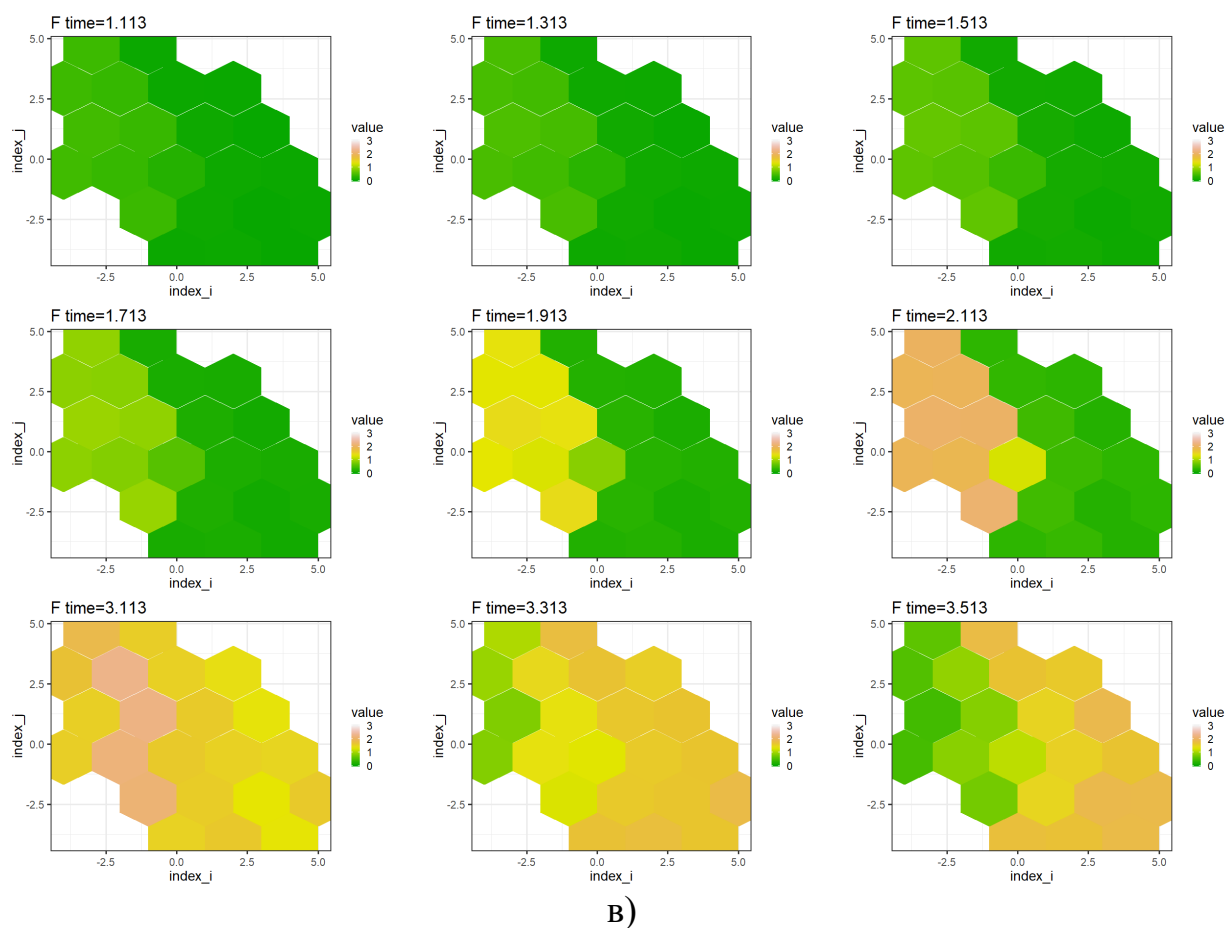 F time=1.113
F time=1.313
F time=1.513
5.0
2.5
0.0
-2.5
index_j
-2.5 0.0 2.5 5.0
index_i
value
3
2
1
0
5.0
2.5
0.0
-2.5
index_j
-2.5 0.0 2.5 5.0
index_i
value
3
2
1
0
5.0
2.5
0.0
-2.5
index_j
-2.5 0.0 2.5 5.0
index_i
value
3
2
1
0
F time=1.713
F time=1.913
F time=2.113
5.0
2.5
0.0
-2.5
index_j
-2.5 0.0 2.5 5.0
index_i
value
3
2
1
0
5.0
2.5
0.0
-2.5
index_j
-2.5 0.0 2.5 5.0
index_i
value
3
2
1
0
5.0
2.5
0.0
-2.5
index_j
-2.5 0.0 2.5 5.0
index_i
value
3
2
1
0
F time=3.113
F time=3.313
F time=3.513
5.0
2.5
0.0
-2.5
index_j
-2.5 0.0 2.5 5.0
index_i
value
3
2
1
0
5.0
2.5
0.0
-2.5
index_j
-2.5 0.0 2.5 5.0
index_i
value
3
2
1
0
5.0
2.5
0.0
-2.5
index_j
-2.5 0.0 2.5 5.0
index_i
value
3
2
1
0
в)